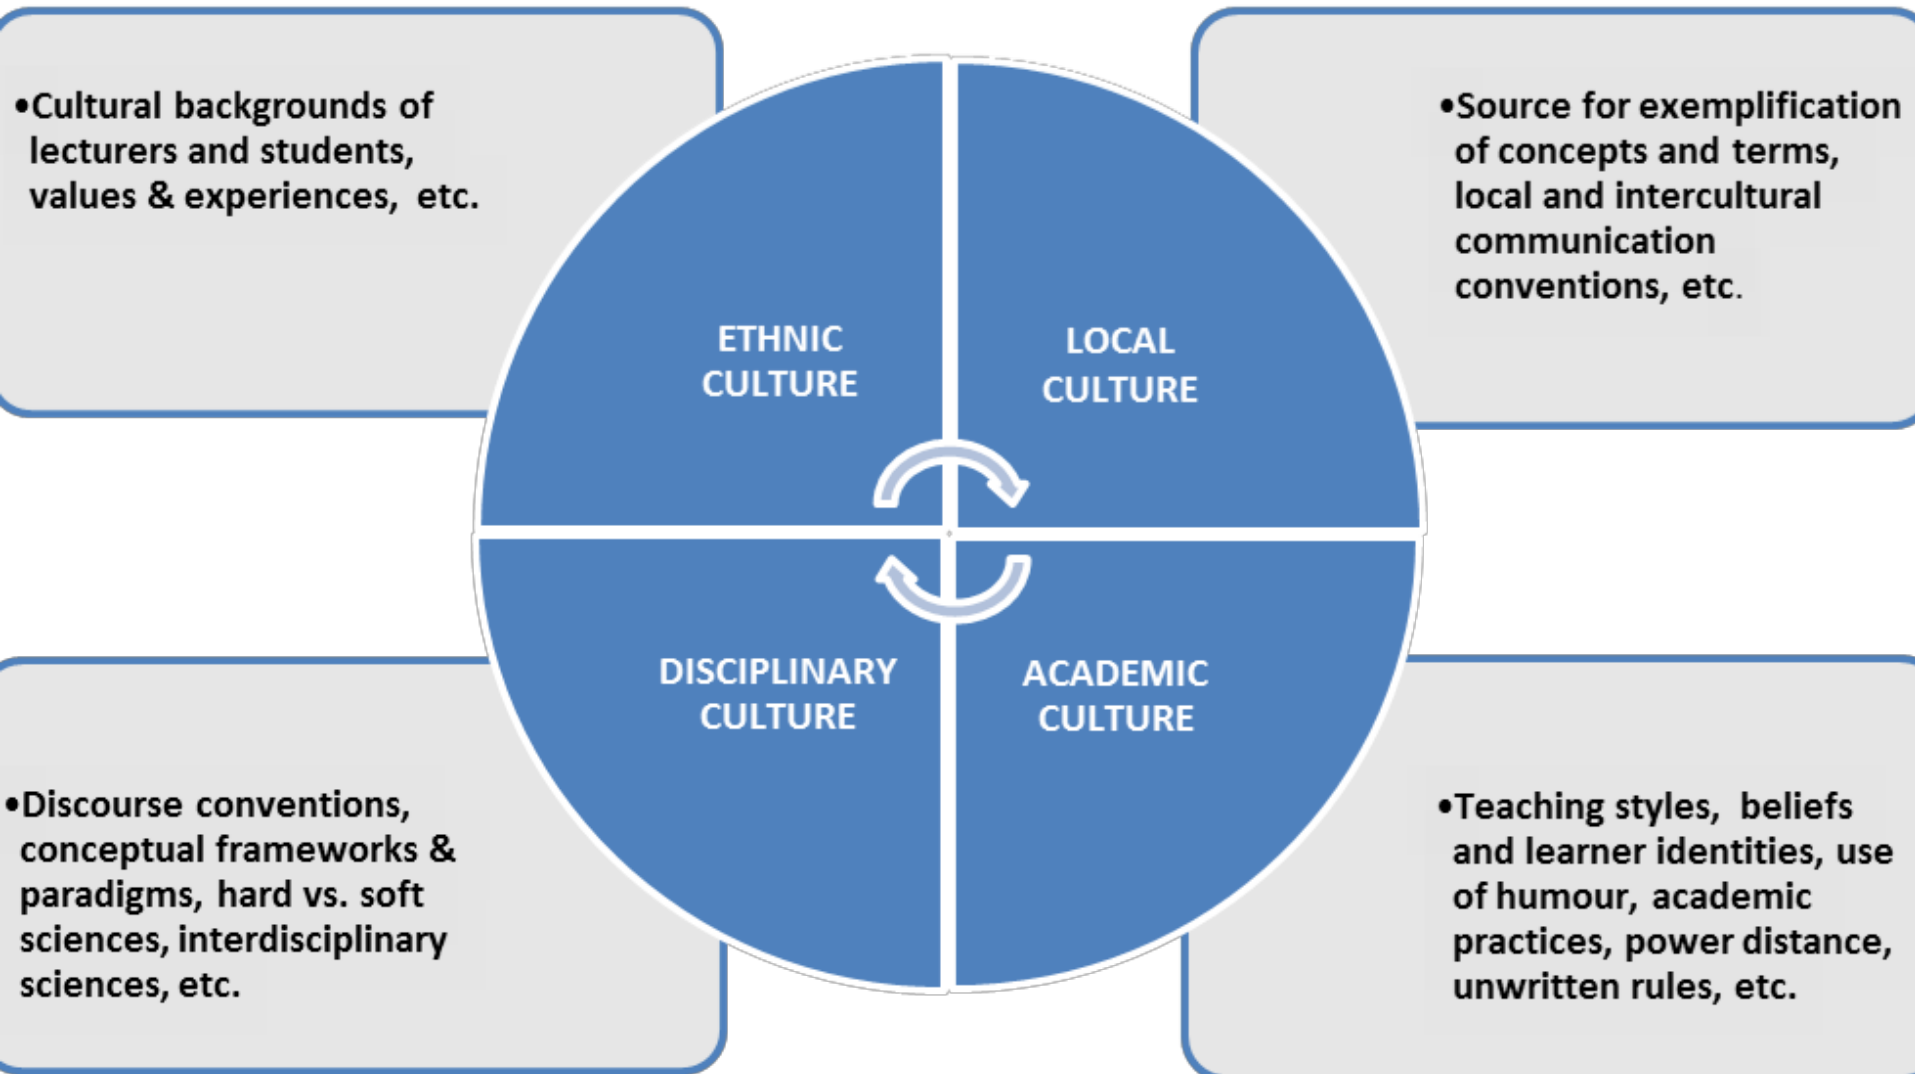 •Cultural backgrounds of
lecturers and students,
values & experiences, etc.
•Source for exemplification
of concepts and terms,
local and intercultural
communication
conventions, etc.
ETHNIC
CULTURE
LOCAL
CULTURE
DISCIPLINARY
CULTURE
ACADEMIC
CULTURE
•Discourse conventions,
conceptual frameworks &
paradigms, hard vs. soft
sciences, interdisciplinary
sciences, etc.
•Teaching styles, beliefs
and learner identities, use
of humour, academic
practices, power distance,
unwritten rules, etc.